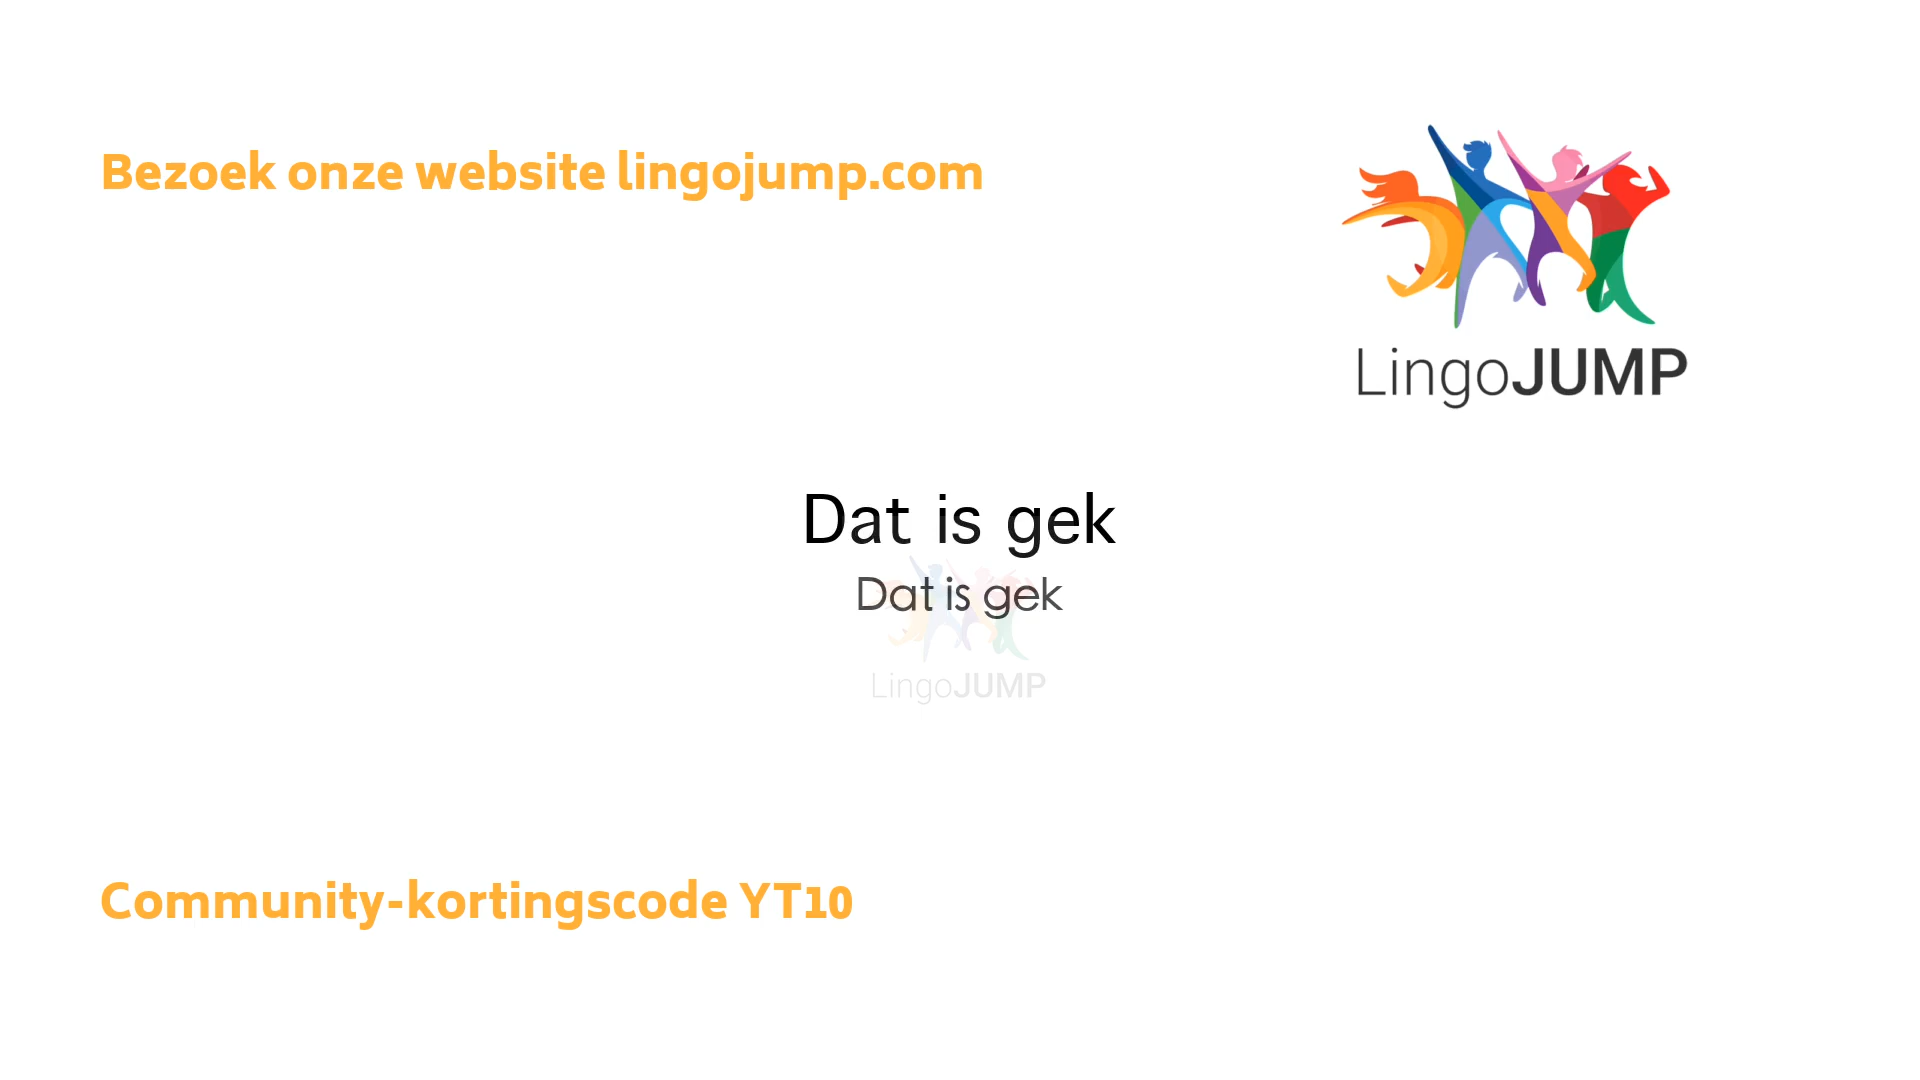 Bezoek onze website lingojump.com
LingoJUMP
Dat is gek
Dat is gek
LingoJUMP
Community-kortingscode YT10